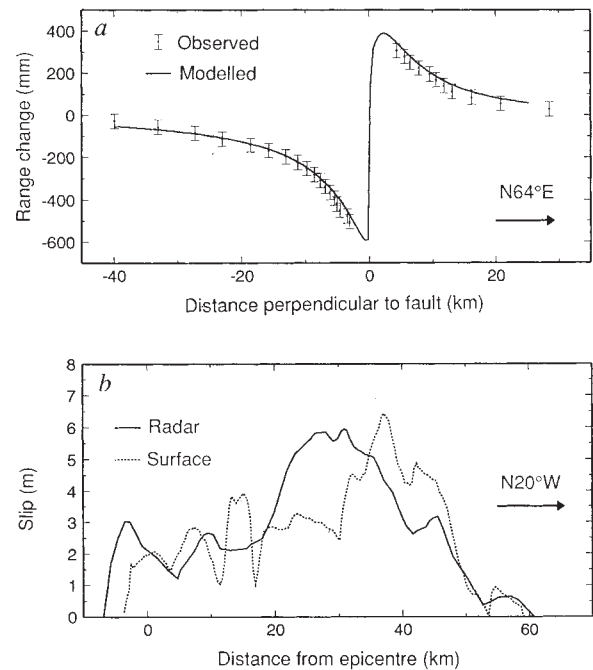 a
Observed
Modelled
400
200
0
-200
-400
-600
Range change (mm)
N64°E
-40
-20
0
20
Distance perpendicular to fault (km)
b
Radar
Surface
8
7
6
5
4
3
2
1
0
Slip (m)
N20°W
0
20
40
60
Distance from epicentre (km)